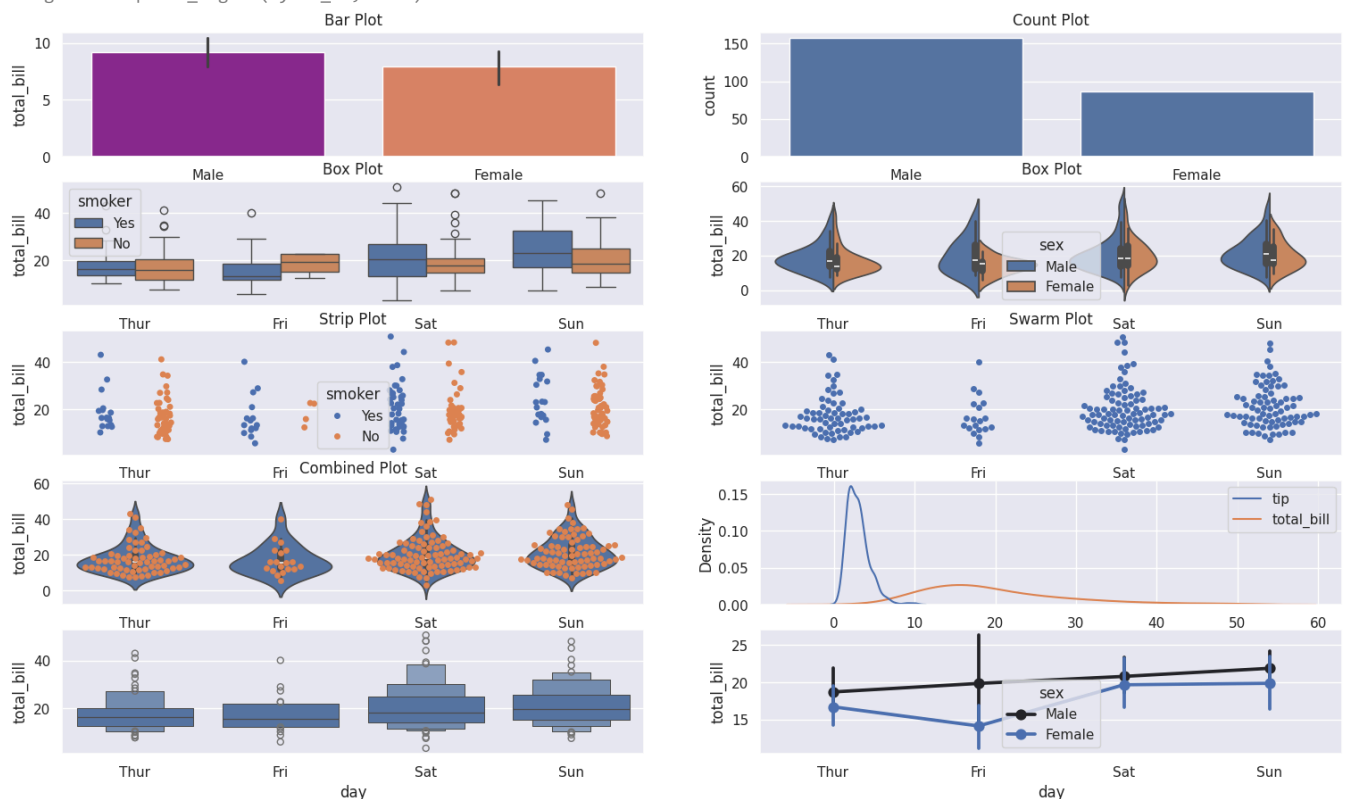 Bar Plot
total_bill
10
5
0
Male
Female
Count Plot
count
150
100
50
0
Male
Female
Box Plot
total_bill
40
20
smoker
Yes
No
Thur
Fri
Sat
Sun
total_bill
60
40
20
0
sex
Male
Female
Thur
Fri
Sat
Sun
Strip Plot
total_bill
40
20
smoker
Yes
No
Thur
Fri
Sat
Sun
Swarm Plot
total_bill
40
20
Thur
Fri
Sat
Sun
Combined Plot
total_bill
60
40
20
0
Thur
Fri
Sat
Sun
Density
0.15
0.10
0.05
0.00
tip
total_bill
0
10
20
30
40
50
60
total_bill
40
20
Thur
Fri
Sat
Sun
day
total_bill
25
20
15
sex
Male
Female
Thur
Fri
Sat
Sun
day